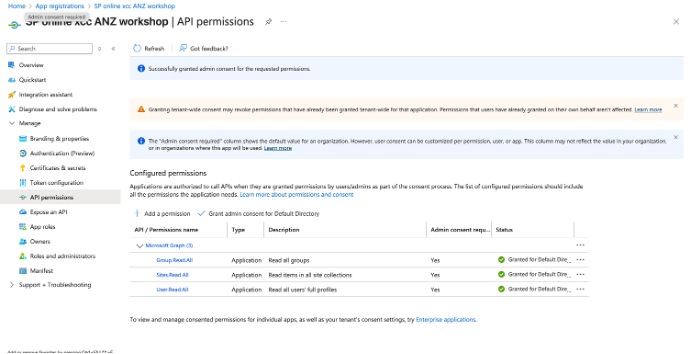 Home > App registrations > SP online xcc ANZ workshop
Admin consent required
SP online xcc ANZ workshop | API permissions
Search
Refresh
Got feedback?
Overview
Quickstart
Integration assistant
Diagnose and solve problems
Manage
Branding & properties
Authentication (Preview)
Certificates & secrets
Token configuration
API permissions
Expose an API
App roles
Owners
Roles and administrators
Manifest
Support + Troubleshooting
Successfully granted admin consent for the requested permissions.
Granting tenant-wide consent may revoke permissions that have already been granted tenant-wide for that application. Permissions that users have already granted on their own behalf aren't affected. Learn more
The "Admin consent required" column shows the default value for an organization. However, user consent can be customized per permission, user, or app. This column may not reflect the value in your organization,
or in organizations where this app will be used. Learn more
Configured permissions
Applications are authorized to call APIs when they are granted permissions by users/admins as part of the consent process. The list of configured permissions should include
all the permissions the application needs. Learn more about permissions and consent
Add a permission
Grant admin consent for Default Directory
API / Permissions name Type Description Admin consent requ... Status
Microsoft Graph (3)
Group.Read.All Application Read all groups Yes Granted for Default Dire...
Sites.Read.All Application Read items in all site collections Yes Granted for Default Dire...
User.Read.All Application Read all users' full profiles Yes Granted for Default Dire...
To view and manage consented permissions for individual apps, as well as your tenant's consent settings, try Enterprise applications.